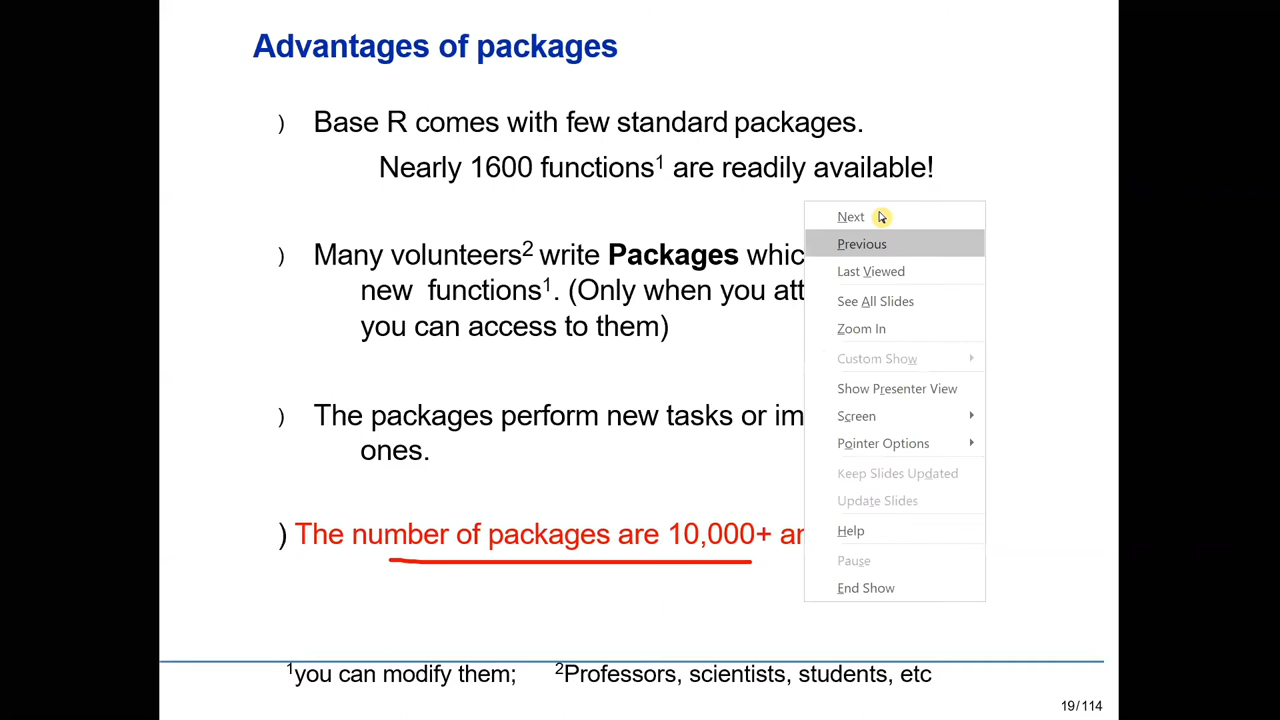 Advantages of packages
) Base R comes with few standard packages.
Nearly 1600 functions1 are readily available!
) Many volunteers2 write Packages
new functions1. (Only when you
you can access to them)
) The packages perform new tasks or
ones.
) The number of packages are 10,000+
Next
Previous
Last Viewed
See All Slides
Zoom In
Custom Show
Show Presenter View
Screen
Pointer Options
Keep Slides Updated
Update Slides
Help
Pause
End Show
1you can modify them; 2Professors, scientists, students, etc
19/114